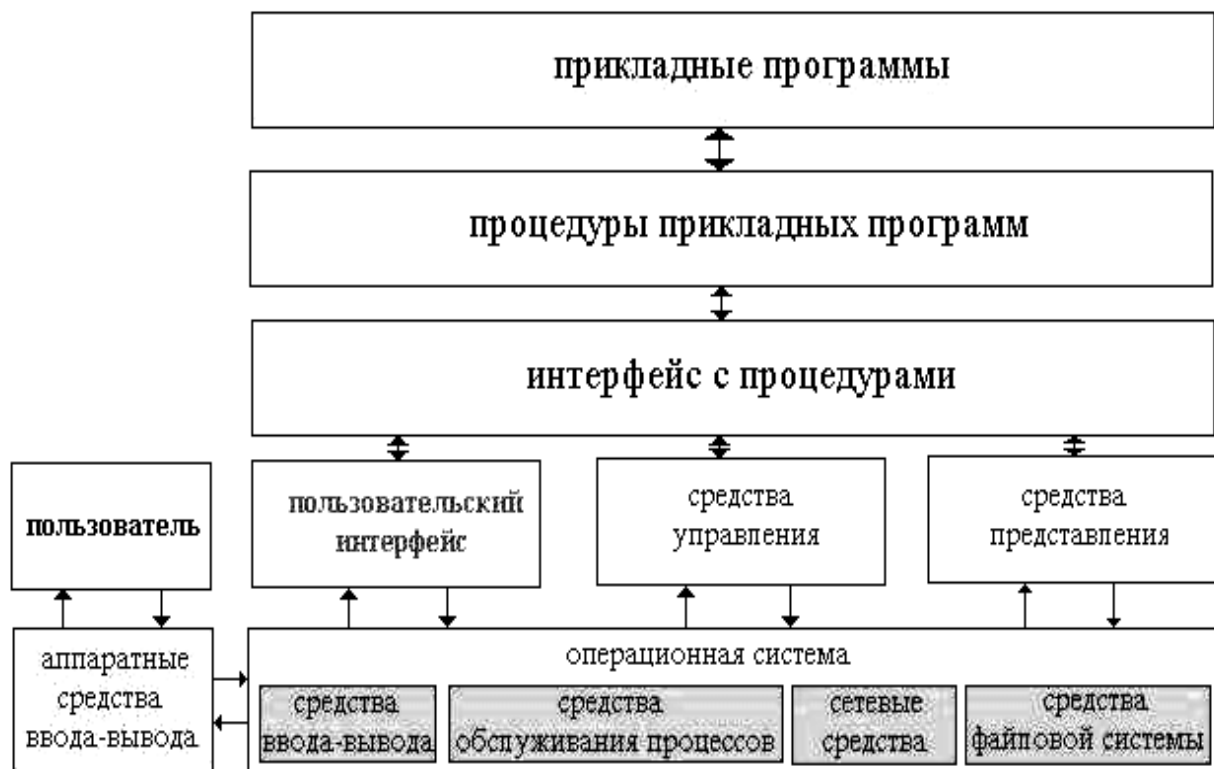 прикладные программы
процедуры прикладных программ
интерфейс с процедурами
пользователь
пользовательский
интерфейс
средства
управления
средства
представления
аппаратные
средства
ввода-вывода
операционная система
средства
ввода-вывода
средства
обслуживания процессов
сетевые
средства
средства
файповой системы